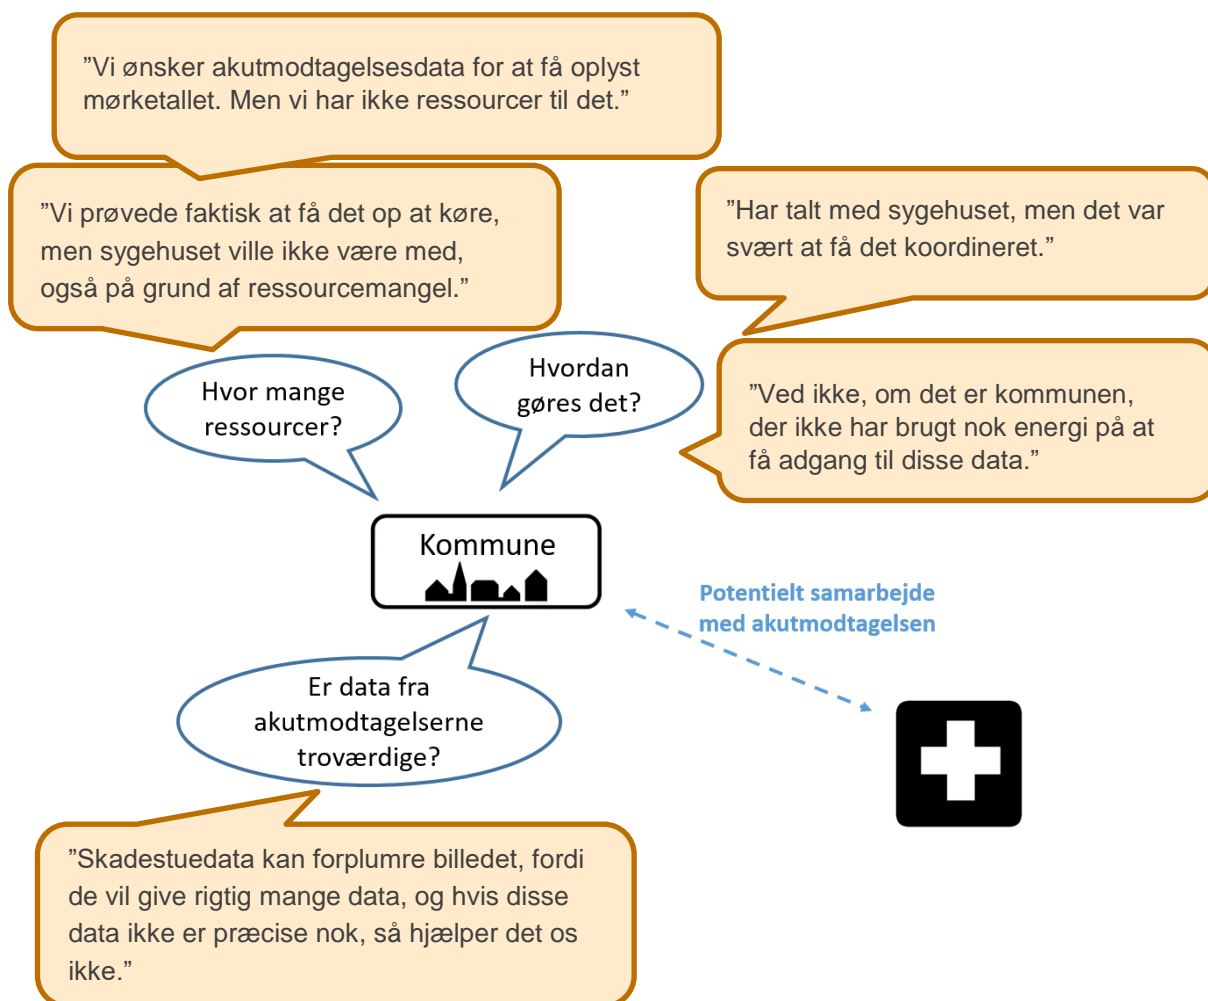 ”Vi ønsker akutmodtagelsesdata for at få oplyst
mørketallet. Men vi har ikke ressourcer til det.”
”Vi prøvede faktisk at få det op at køre,
men sygehuset ville ikke være med,
også på grund af ressourcemangel.”
”Har talt med sygehuset, men det var
svært at få det koordineret.”
Hvor mange
ressourcer?
Hvordan
gøres det?
”Ved ikke, om det er kommunen,
der ikke har brugt nok energi på at
få adgang til disse data.”
Kommune
Potentielt samarbejde
med akutmodtagelsen
Er data fra
akutmodtagelserne
troværdige?
”Skadestuedata kan forplumre billedet, fordi
de vil give rigtig mange data, og hvis disse
data ikke er præcise nok, så hjælper det os
ikke.”